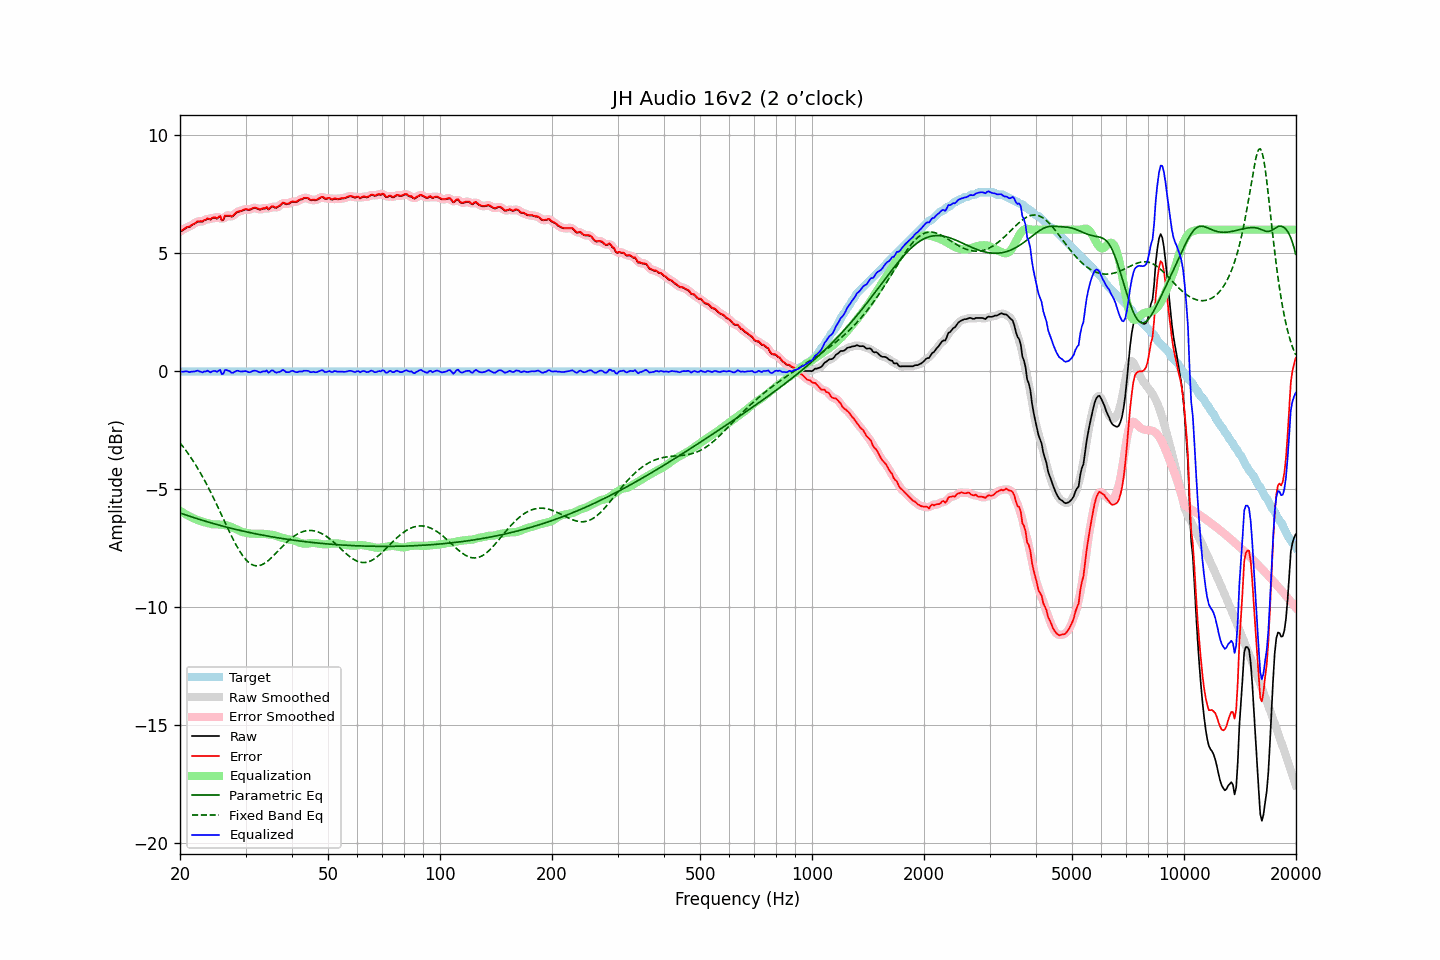 JH Audio 16v2 (2 o’clock)
10
5
0
−5
−10
−15
−20
Amplitude (dBr)
Target
Raw Smoothed
Error Smoothed
Raw
Error
Equalization
Parametric Eq
Fixed Band Eq
Equalized
20 50 100 200 500 1000 2000 5000 10000 20000
Frequency (Hz)